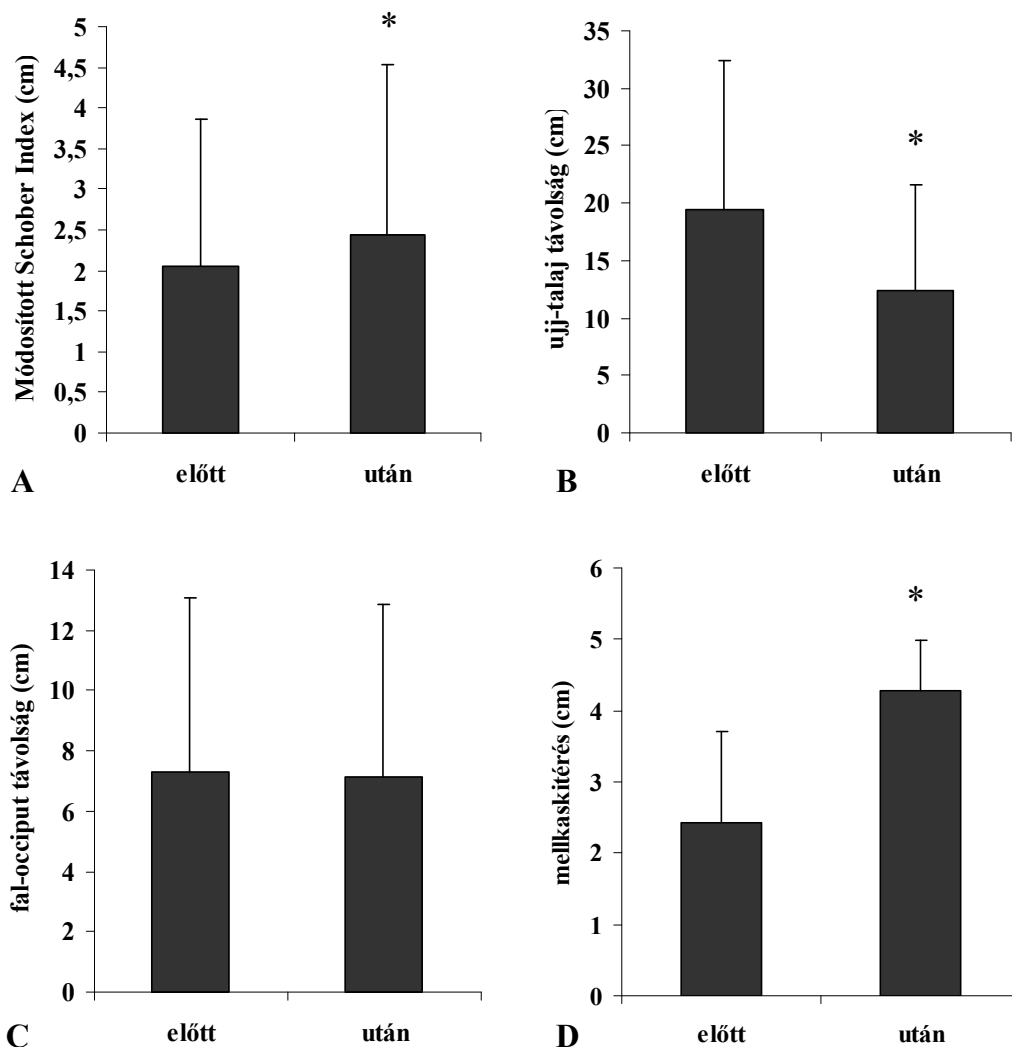 Módosított Schober Index (cm)
5
4,5
4
3,5
3
2,5
2
1,5
1
0,5
0
*
előtt
után
A
ujj-talaj távolság (cm)
35
30
25
20
15
10
5
0
*
előtt
után
B
fal-occiput távolság (cm)
14
12
10
8
6
4
2
0
előtt
után
C
mellkaskitérés (cm)
6
5
4
3
2
1
0
*
előtt
után
D